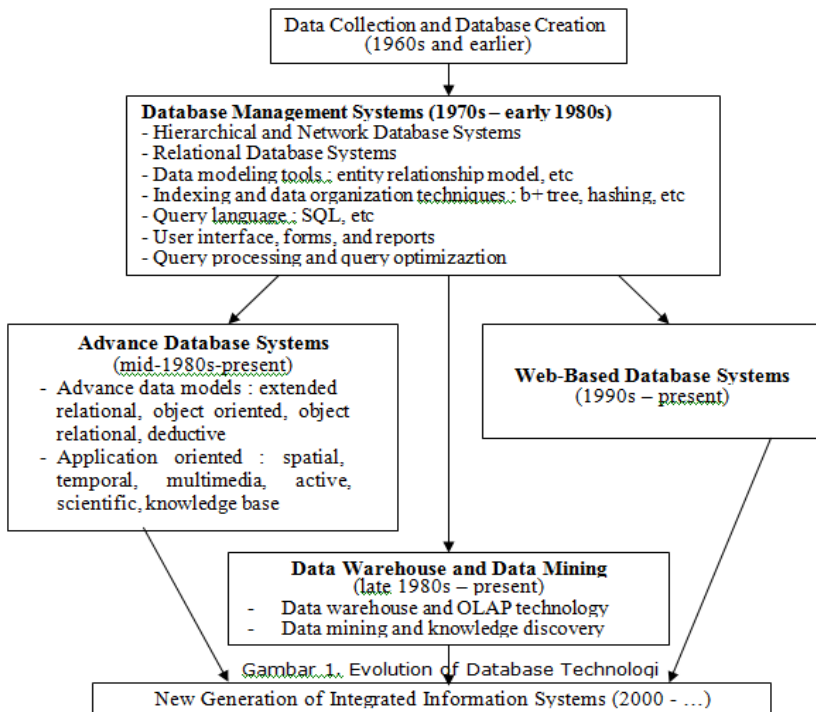 Data Collection and Database Creation
(1960s and earlier)
Database Management Systems (1970s – early 1980s)
- Hierarchical and Network Database Systems
- Relational Database Systems
- Data modeling tools : entity relationship model, etc
- Indexing and data organization techniques : b+ tree, hashing, etc
- Query language : SQL, etc
- User interface, forms, and reports
- Query processing and query optimizaztion
Advance Database Systems
(mid-1980s-present)
- Advance data models : extended
relational, object oriented, object
relational, deductive
- Application oriented : spatial,
temporal, multimedia, active,
scientific, knowledge base
Web-Based Database Systems
(1990s – present)
Data Warehouse and Data Mining
(late 1980s – present)
- Data warehouse and OLAP technology
- Data mining and knowledge discovery
Gambar 1. Evolution of Database Technologi
New Generation of Integrated Information Systems (2000 - …)